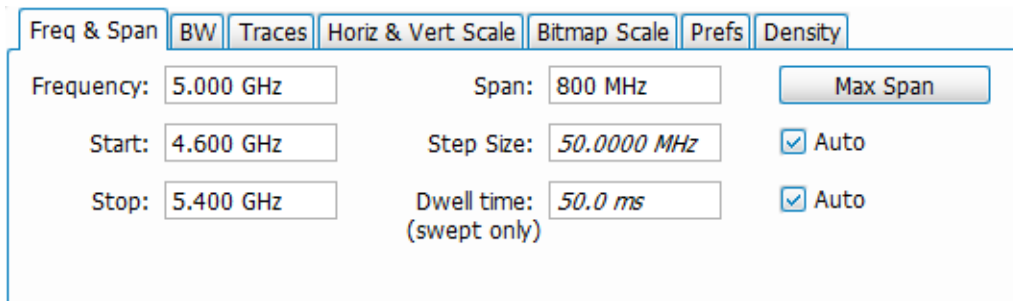 Freq & Span BW Traces Horiz & Vert Scale Bitmap Scale Prefs Density
Frequency: 5.000 GHz Span: 800 MHz Max Span
Start: 4.600 GHz Step Size: 50.0000 MHz Auto
Stop: 5.400 GHz Dwell time: 50.0 ms Auto
(swept only)